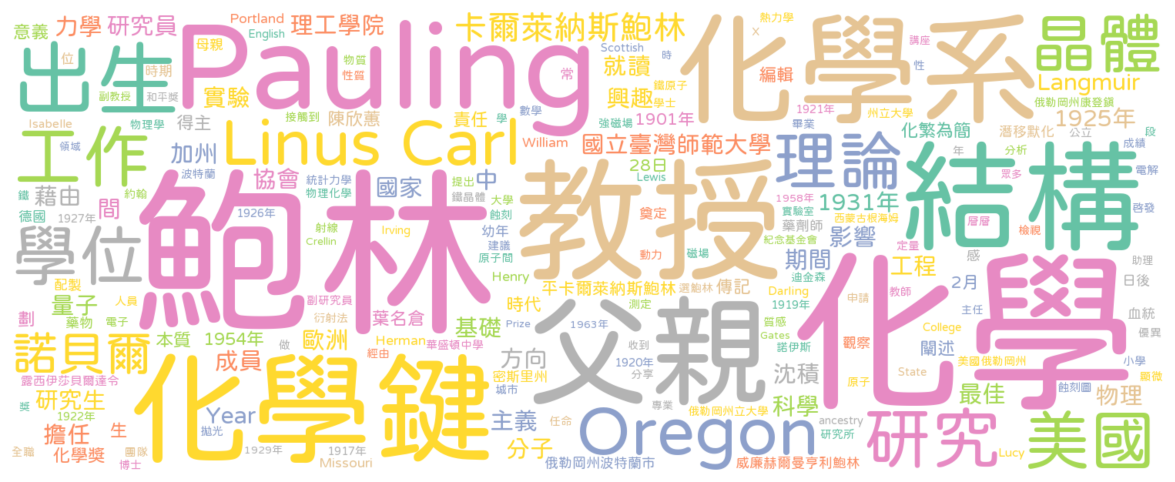 Pauling
化學系
晶體
出生
卡爾萊納斯鮑林
意義
力學
研究員
Portland
English
理工學院
母親
Scottish
時
熱力學
X
講座
性
位
時期
物質
性質
常
就讀
編輯
Langmuir
副教授
和平獎
實驗
興趣
鐵原子
學士
俄勒岡州康登鎮
Isabelle
物理學
得主
接觸到
學
數學
陳欣蕙
責任
強磁場
1901年
1921年
畢業
州立大學
1925年
工作
Linus Carl
William
國立臺灣師範大學
理論
化繁為簡
潛移默化
公立
段
領域
波特蘭
加州
協會
統計力學
物理化學
提出
鐵晶體
28日
Lewis
年
分析
眾多
成績
電解
結構
鐵
約翰
藉由
間
國家
中
大學
蝕刻
奠定
1958年
實驗室
1931年
西蒙古根海姆
啓發
德國
1927年
1926年
射線
Crellin
Irving
幼年
建議
原子間
動力
磁場
藥劑師
紀念基金會
影響
定量
層層
檢視
學位
鮑林
教授
父親
化學
配製
人員
量子
副研究員
衍射法
Henry
平卡爾萊納斯鮑林
選鮑林
傳記
迪金森
Darling
期間
工程
感
2月
助理
日後
劃
藥物
電子
葉名倉
時代
測定
1919年
申請
教師
主任
血統
諾貝爾
1954年
本質
做
歐洲
Herman
經由
華盛頓中學
基礎
Prize
1963年
收到
質感
Gates
諾伊斯
觀察
College
闡述
美國俄勒岡州
小學
優異
顯微
成員
化學鍵
方向
密斯里州
城市
1920年
分享
沈積
原子
State
最佳
蝕刻圖
物理
露西伊莎貝爾達令
獎
研究生
1922年
拋光
Year
主義
任命
專業
科學
俄勒岡州立大學
ancestry
研究所
擔任
生
全職
化學獎
博士
團隊
1929年
1917年
Missouri
分子
Oregon
俄勒岡州波特蘭市
威廉赫爾曼亨利鮑林
研究
Lucy
美國